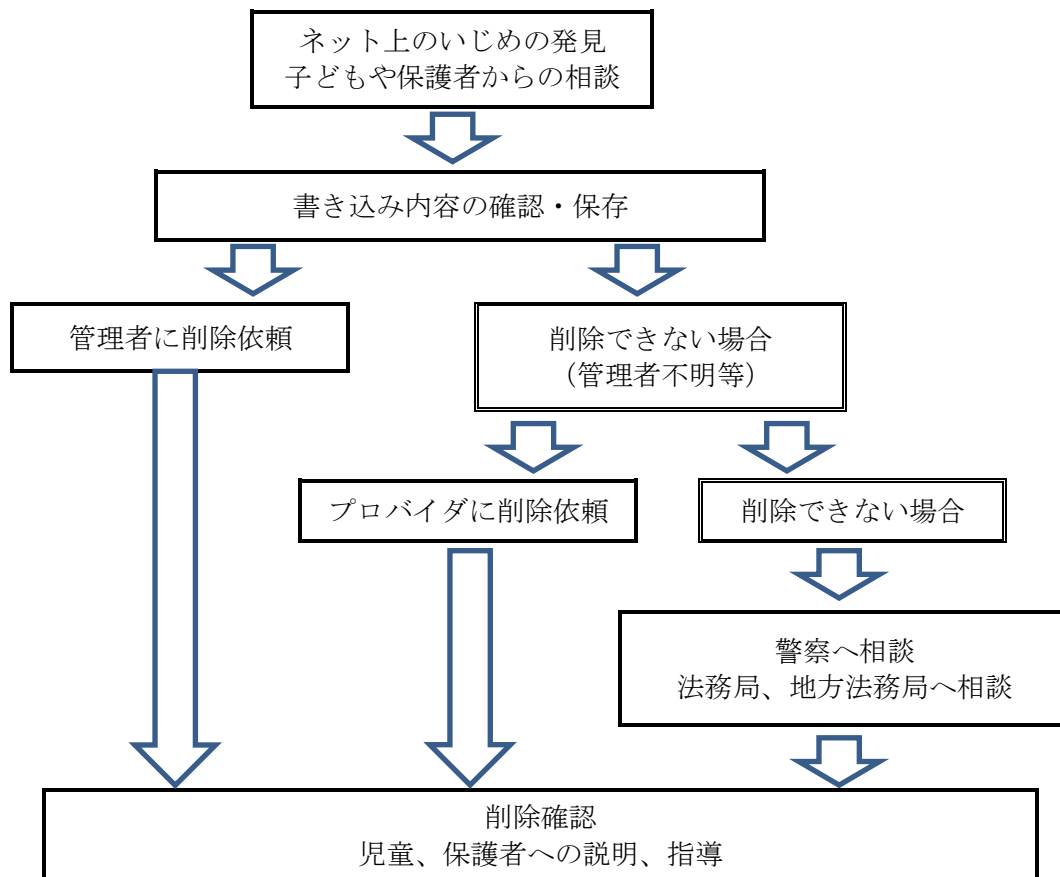 ネット上のいじめの発見
子どもや保護者からの相談
書き込み内容の確認・保存
管理者に削除依頼
削除できない場合
（管理者不明等）
プロバイダに削除依頼
削除できない場合
警察へ相談
法務局、地方法務局へ相談
削除確認
児童、保護者への説明、指導